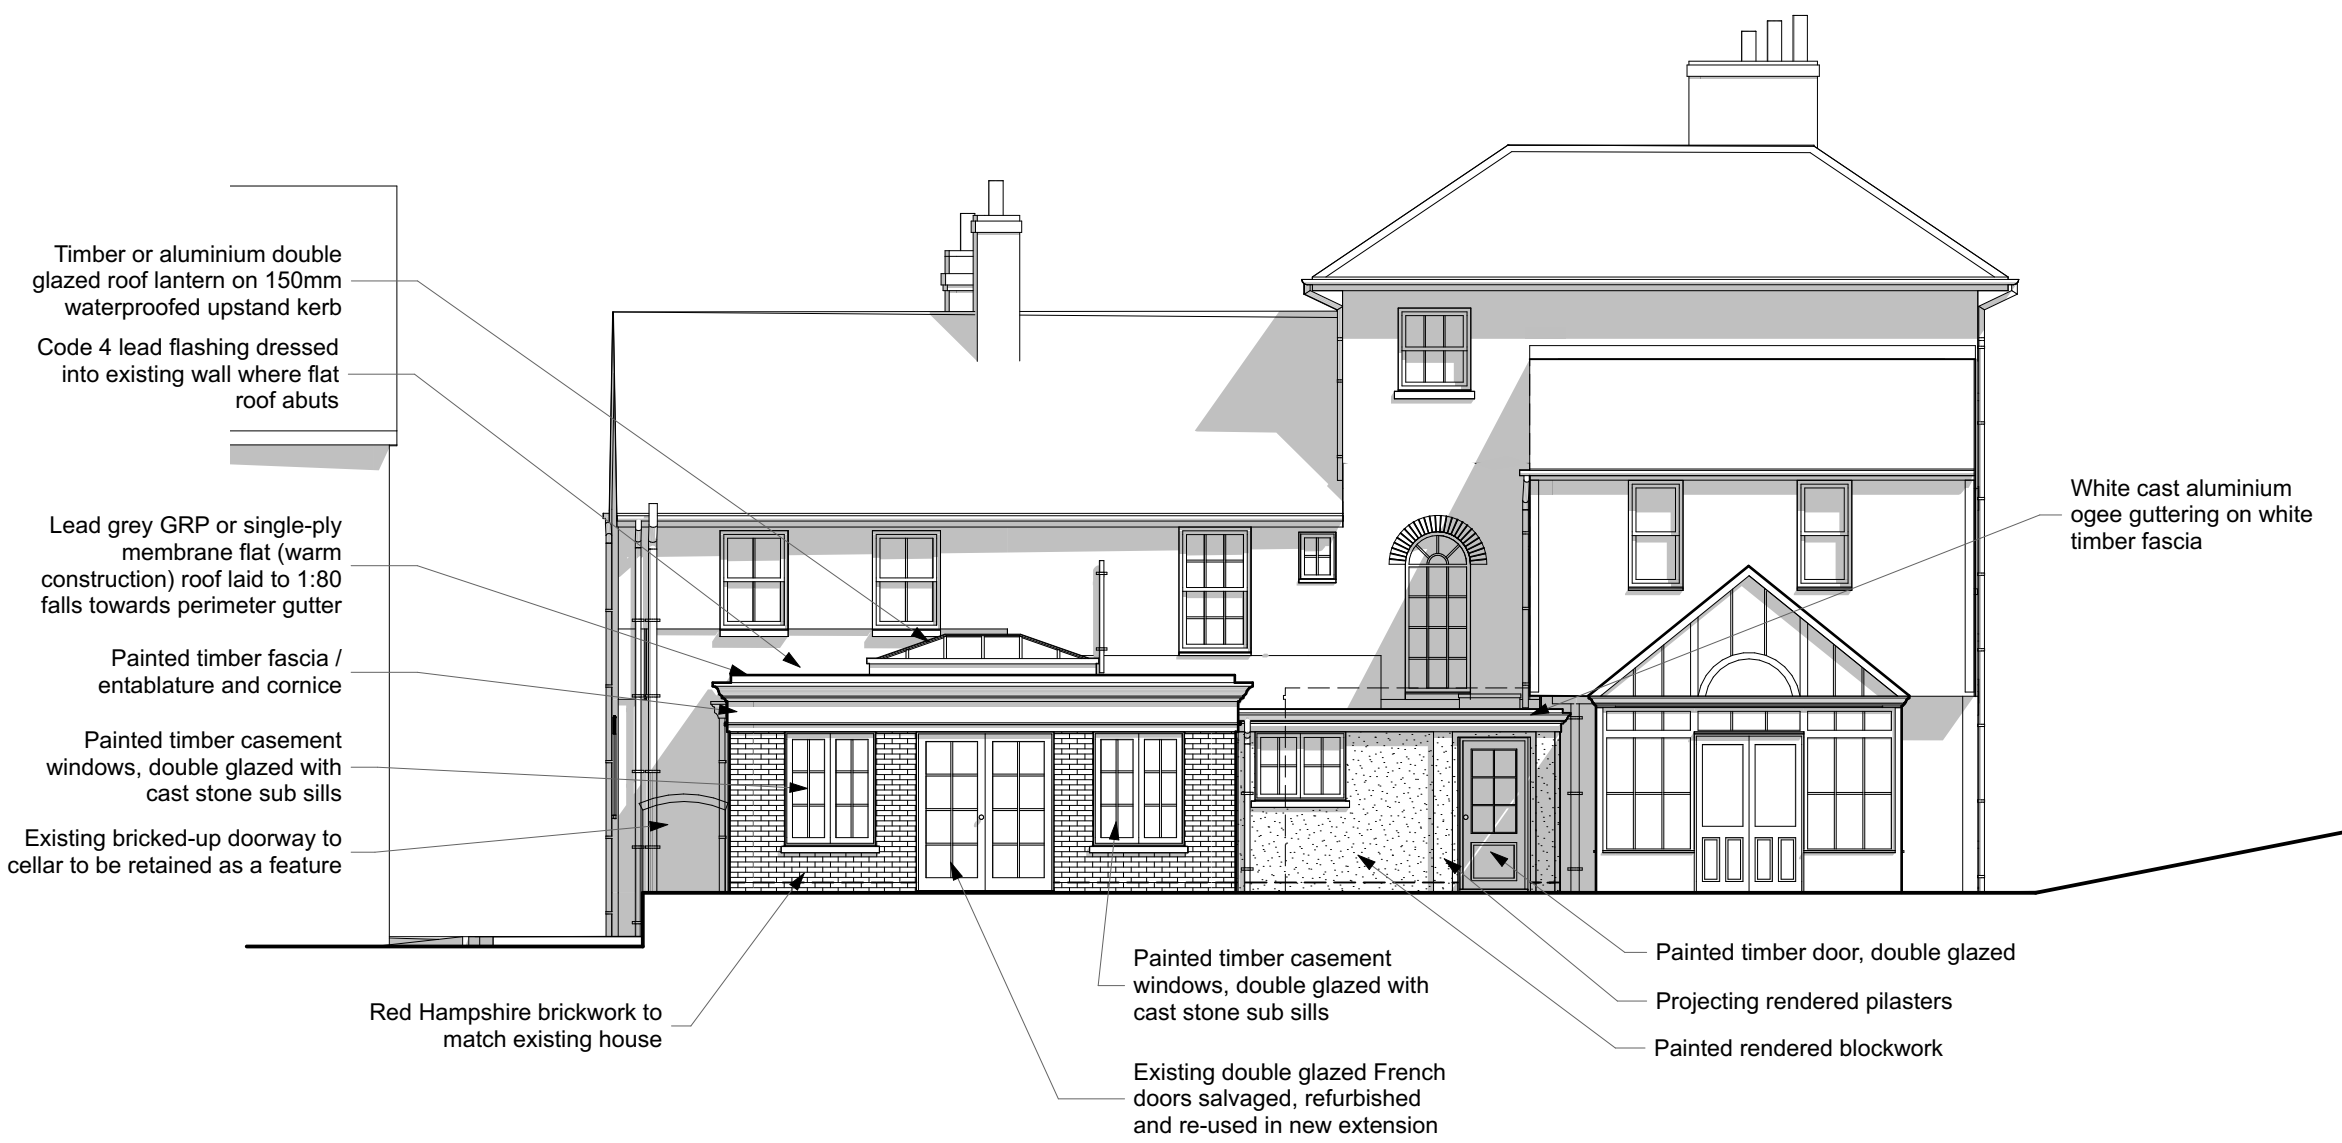 Timber or aluminium double
glazed roof lantern on 150mm
waterproofed upstand kerb
Code 4 lead flashing dressed
into existing wall where flat
roof abuts
Lead grey GRP or single-ply
membrane flat (warm
construction) roof laid to 1:80
falls towards perimeter gutter
Painted timber fascia /
entablature and cornice
Painted timber casement
windows, double glazed with
cast stone sub sills
Existing bricked-up doorway to
cellar to be retained as a feature
Red Hampshire brickwork to
match existing house
Painted timber casement
windows, double glazed with
cast stone sub sills
Existing double glazed French
doors salvaged, refurbished
and re-used in new extension
White cast aluminium
ogee guttering on white
timber fascia
Painted timber door, double glazed
Projecting rendered pilasters
Painted rendered blockwork